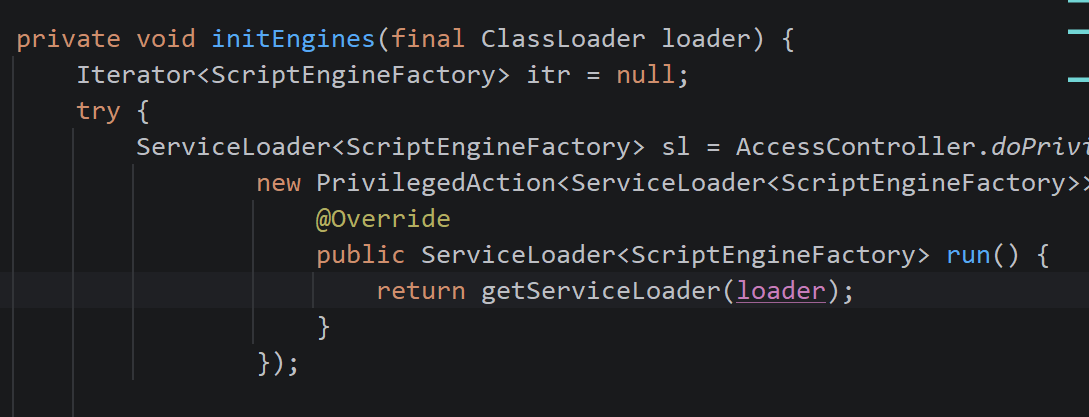 private void initEngines(final ClassLoader loader) {
Iterator<ScriptEngineFactory> itr = null;
try {
ServiceLoader<ScriptEngineFactory> sl = AccessController.doPrivi
new PrivilegedAction<ServiceLoader<ScriptEngineFactory>>
@Override
public ServiceLoader<ScriptEngineFactory> run() {
return getServiceLoader(loader);
}
});